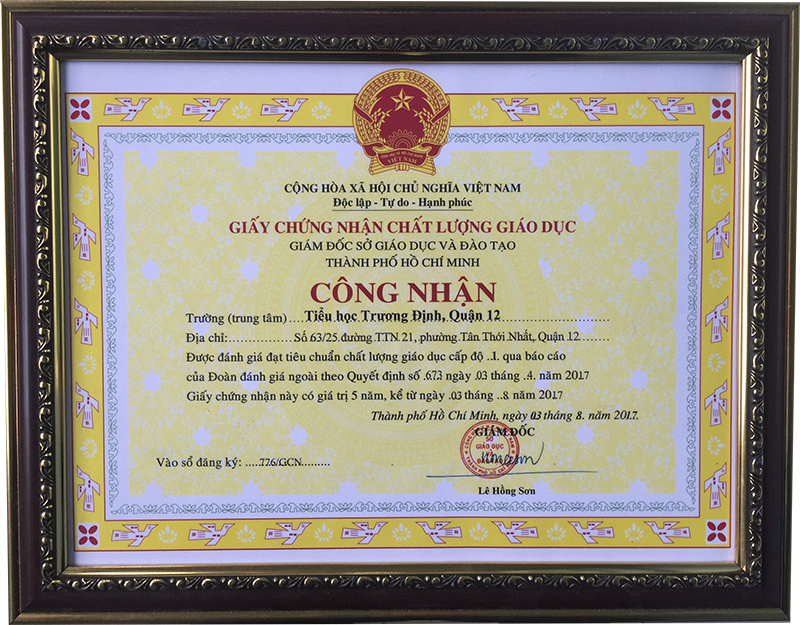 CỘNG HÒA XÃ HỘI CHỦ NGHĨA VIỆT NAM
Độc lập - Tự do - Hạnh phúc
GIẤY CHỨNG NHẬN CHẤT LƯỢNG GIÁO DỤC
GIÁM ĐỐC SỞ GIÁO DỤC VÀ ĐÀO TẠO
THÀNH PHỐ HỒ CHÍ MINH
CÔNG NHẬN
Trường (trung tâm)....Tiểu học Trương Định, Quận 12..........................
Địa chỉ:................Số 63/25 đường TTN 21, phường Tân Thới Nhất, Quận 12........
Được đánh giá đạt tiêu chuẩn chất lượng giáo dục cấp độ ..1. qua báo cáo
của Đoàn đánh giá ngoài theo Quyết định số .673 ngày .03 tháng ..4. năm 2017
Giấy chứng nhận này có giá trị 5 năm, kể từ ngày .03 tháng ..8 năm 2017
Thành phố Hồ Chí Minh, ngày 03 tháng 8. năm 2017.
GIÁM ĐỐC
SỞ
GIÁO DỤC
Vào sổ đăng ký: ....776/GCN.........
Lê Hồng Sơn